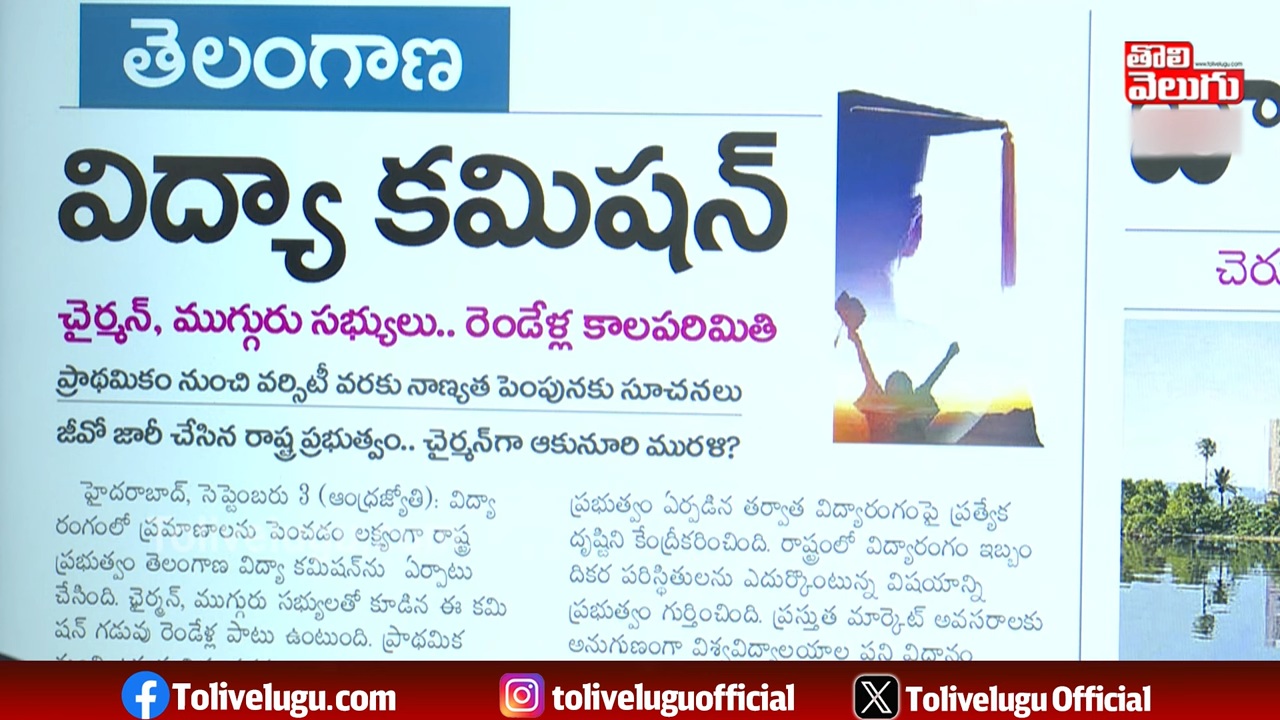 తెలంగాణ
విద్యా కమిషన్
ఛైర్మన్, ముగ్గురు సభ్యులు.. రెండేళ్ల కాలపరిమితి
ప్రాథమికం నుంచి వర్సిటీ వరకు నాణ్యత పెంపునకు సూచనలు
జీవో జారీ చేసిన రాష్ట్ర ప్రభుత్వం.. ఛైర్మన్‌గా ఆకునూరి మురళి?
హైదరాబాద్, సెప్టెంబరు 3 (ఆంధ్రజ్యోతి): విద్యా
రంగంలో ప్రమాణాలను పెంచడం లక్ష్యంగా రాష్ట్ర
ప్రభుత్వం తెలంగాణ విద్యా కమిషన్‌ను ఏర్పాటు
చేసింది. ఛైర్మన్, ముగ్గురు సభ్యులతో కూడిన ఈ కమి
షన్ గడువు రెండేళ్ల పాటు ఉంటుంది. ప్రాథమిక
ప్రభుత్వం ఏర్పడిన తర్వాత విద్యారంగంపై ప్రత్యేక
దృష్టిని కేంద్రీకరించింది. రాష్ట్రంలో విద్యారంగం ఇబ్బం
దికర పరిస్థితులను ఎదుర్కొంటున్న విషయాన్ని
ప్రభుత్వం గుర్తించింది. ప్రస్తుత మార్కెట్ అవసరాలకు
అనుగుణంగా విశ్వవిద్యాలయాల పని విధానం
తొలి
www.tolivelugu.com
వెలుగు
చెరు
Tolivelugu.com
toliveluguofficial
Tolivelugu Official